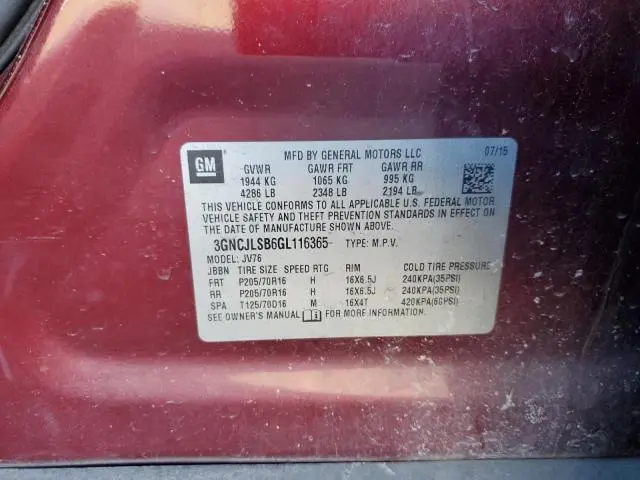 GM
MFD BY GENERAL MOTORS LLC 07/15
GVWR GAWR FRT GAWR RR
1944 KG 1065 KG 995 KG
4286 LB 2348 LB 2194 LB
THIS VEHICLE CONFORMS TO ALL APPLICABLE U.S. FEDERAL MOTOR
VEHICLE SAFETY AND THEFT PREVENTION STANDARDS IN EFFECT ON
THE DATE OF MANUFACTURE SHOWN ABOVE.
3GNCJLSB6GL116365 TYPE: M.P.V.
MODEL: JV76
JBBN TIRE SIZE SPEED RTG RIM COLD TIRE PRESSURE
FRT P205/70R16 H 16X6.5J 240KPA(35PSI)
RR P205/70R16 H 16X6.5J 240KPA(35PSI)
SPA T125/70D16 M 16X4T 420KPA(60PSI)
SEE OWNER'S MANUAL FOR MORE INFORMATION